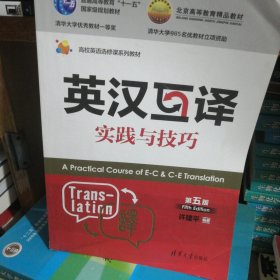 普通高等教育“十一五”
国家级规划教材
北京高等教育精品教材
清华大学优秀教材一等奖
清华大学985名优教材立项资助
高校英语选修课系列教材
英汉互译
实践与技巧
A Practical Course of E-C & C-E Translation
第五版
Fifth Edition
Trans-
lation
译
许建平 编著
清华大学出版社